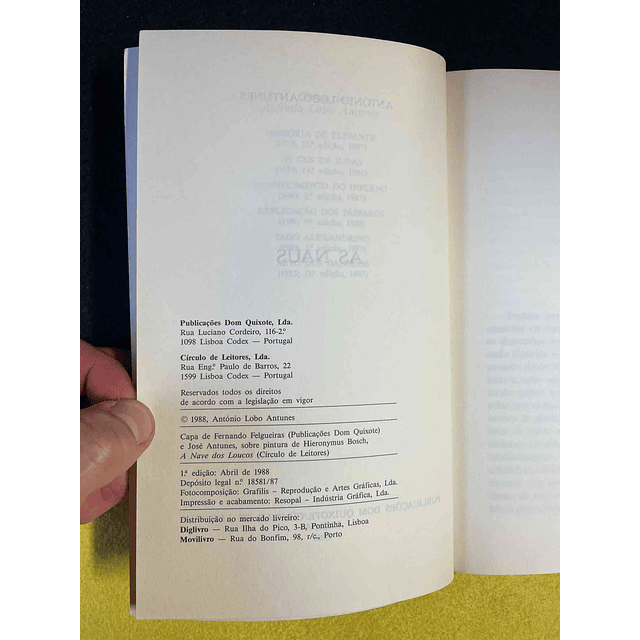 Publicações Dom Quixote, Lda.
Rua Luciano Cordeiro, 116-2.º
1098 Lisboa Codex — Portugal
Círculo de Leitores, Lda.
Rua Eng.º Paulo de Barros, 22
1599 Lisboa Codex — Portugal
Reservados todos os direitos
de acordo com a legislação em vigor
© 1988, António Lobo Antunes
Capa de Fernando Felgueiras (Publicações Dom Quixote)
e José Antunes, sobre pintura de Hieronymus Bosch,
A Nave dos Loucos (Círculo de Leitores)
1.ª edição: Abril de 1988
Depósito legal n.º 18581/87
Fotocomposição: Grafilis - Reprodução e Artes Gráficas, Lda.
Impressão e acabamento: Resopal - Indústria Gráfica, Lda.
Distribuição no mercado livreiro:
Diglivro — Rua Ilha do Pico, 3-B, Pontinha, Lisboa
Movilivro — Rua do Bonfim, 98, r/c., Porto